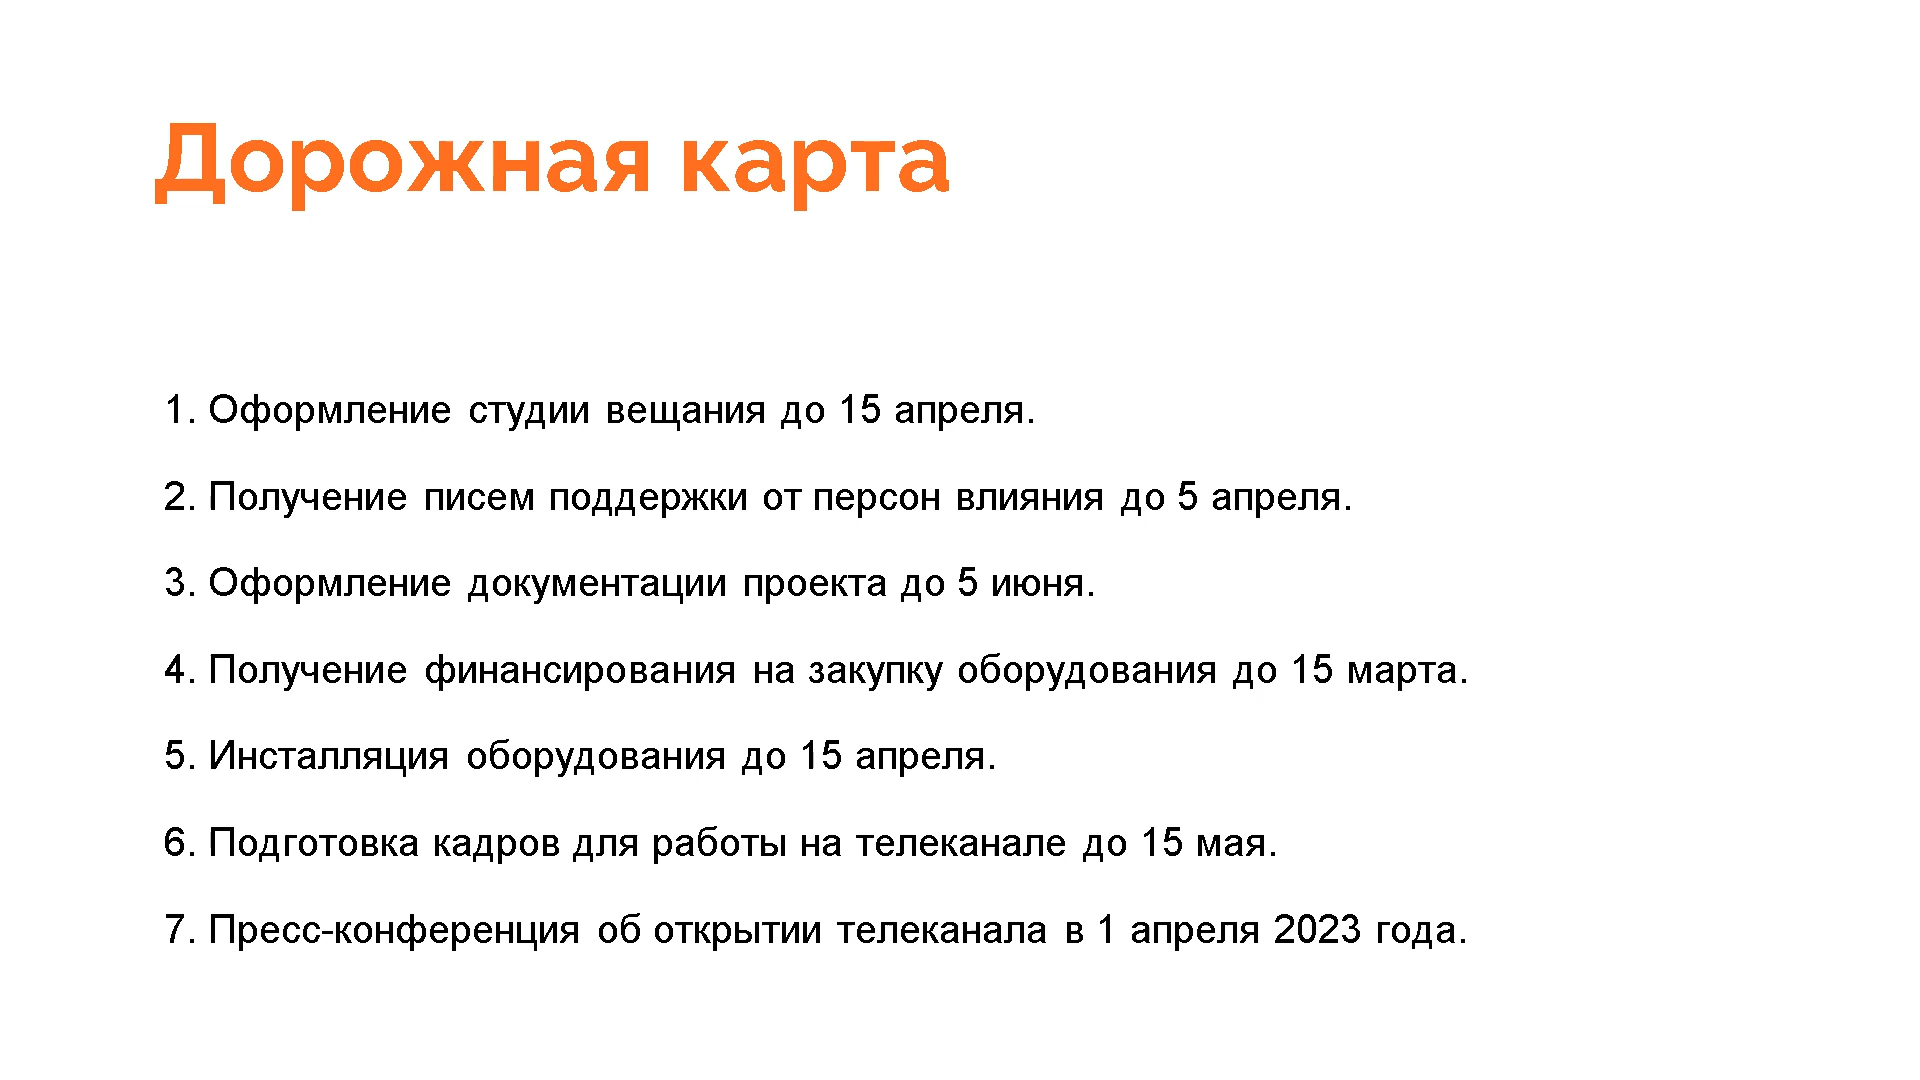 Дорожная карта
1. Оформление студии вещания до 15 апреля.
2. Получение писем поддержки от персон влияния до 5 апреля.
3. Оформление документации проекта до 5 июня.
4. Получение финансирования на закупку оборудования до 15 марта.
5. Инсталляция оборудования до 15 апреля.
6. Подготовка кадров для работы на телеканале до 15 мая.
7. Пресс-конференция об открытии телеканала в 1 апреля 2023 года.